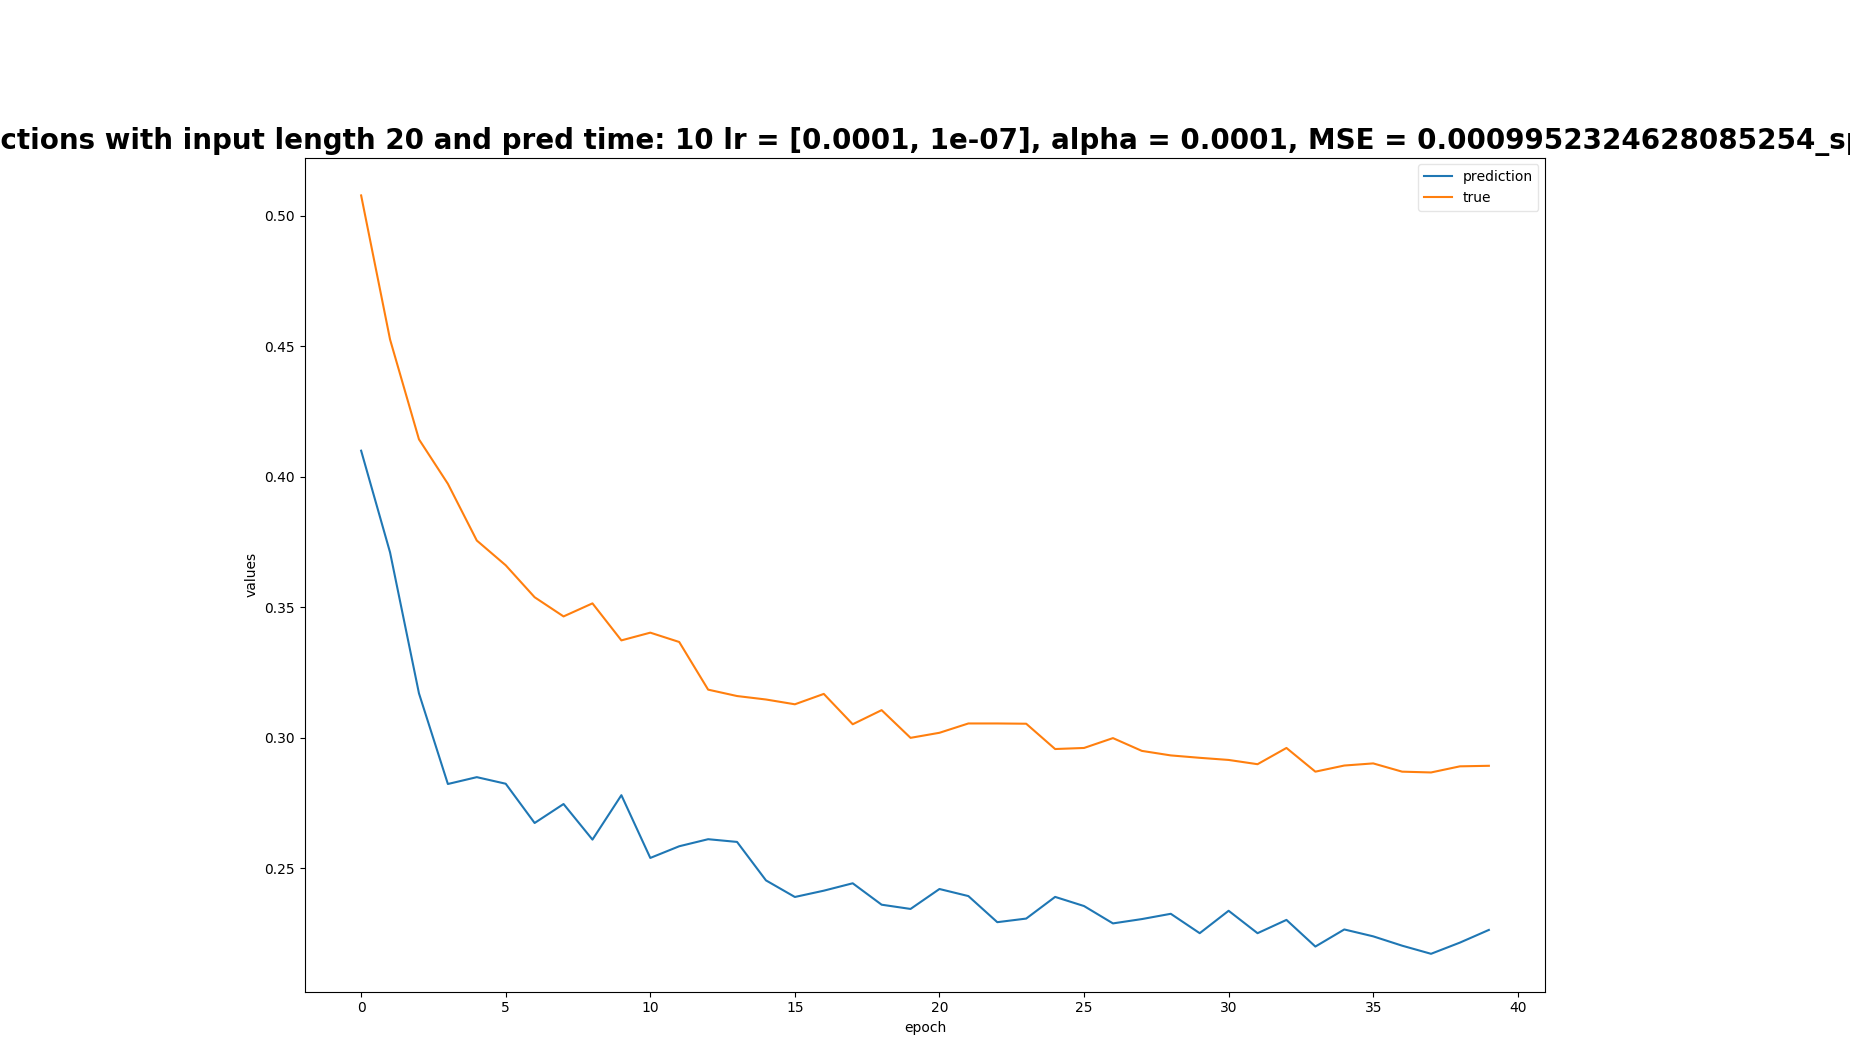 ctions with input length 20 and pred time: 10 lr = [0.0001, 1e-07], alpha = 0.0001, MSE = 0.0009952324628085254_sp
prediction
true
0.50
0.45
0.40
0.35
0.30
0.25
values
0 5 10 15 20 25 30 35 40
epoch